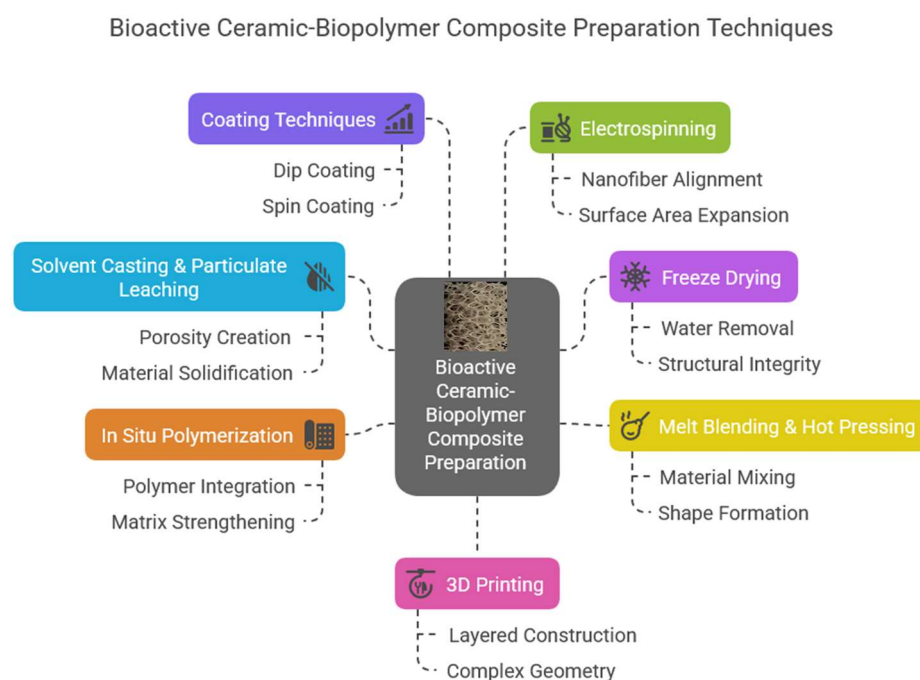 Bioactive Ceramic-Biopolymer Composite Preparation Techniques
Coating Techniques
Dip Coating
Spin Coating
Electrospinning
Nanofiber Alignment
Surface Area Expansion
Solvent Casting & Particulate
Leaching
Porosity Creation
Material Solidification
Freeze Drying
Water Removal
Structural Integrity
Bioactive
Ceramic-
Biopolymer
Composite
Preparation
In Situ Polymerization
Polymer Integration
Matrix Strengthening
Melt Blending & Hot Pressing
Material Mixing
Shape Formation
3D Printing
Layered Construction
Complex Geometry